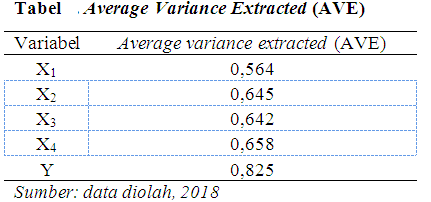 Tabel . Average Variance Extracted (AVE)
Variabel Average variance extracted (AVE)
X1 0,564
X2 0,645
X3 0,642
X4 0,658
Y 0,825
Sumber: data diolah, 2018